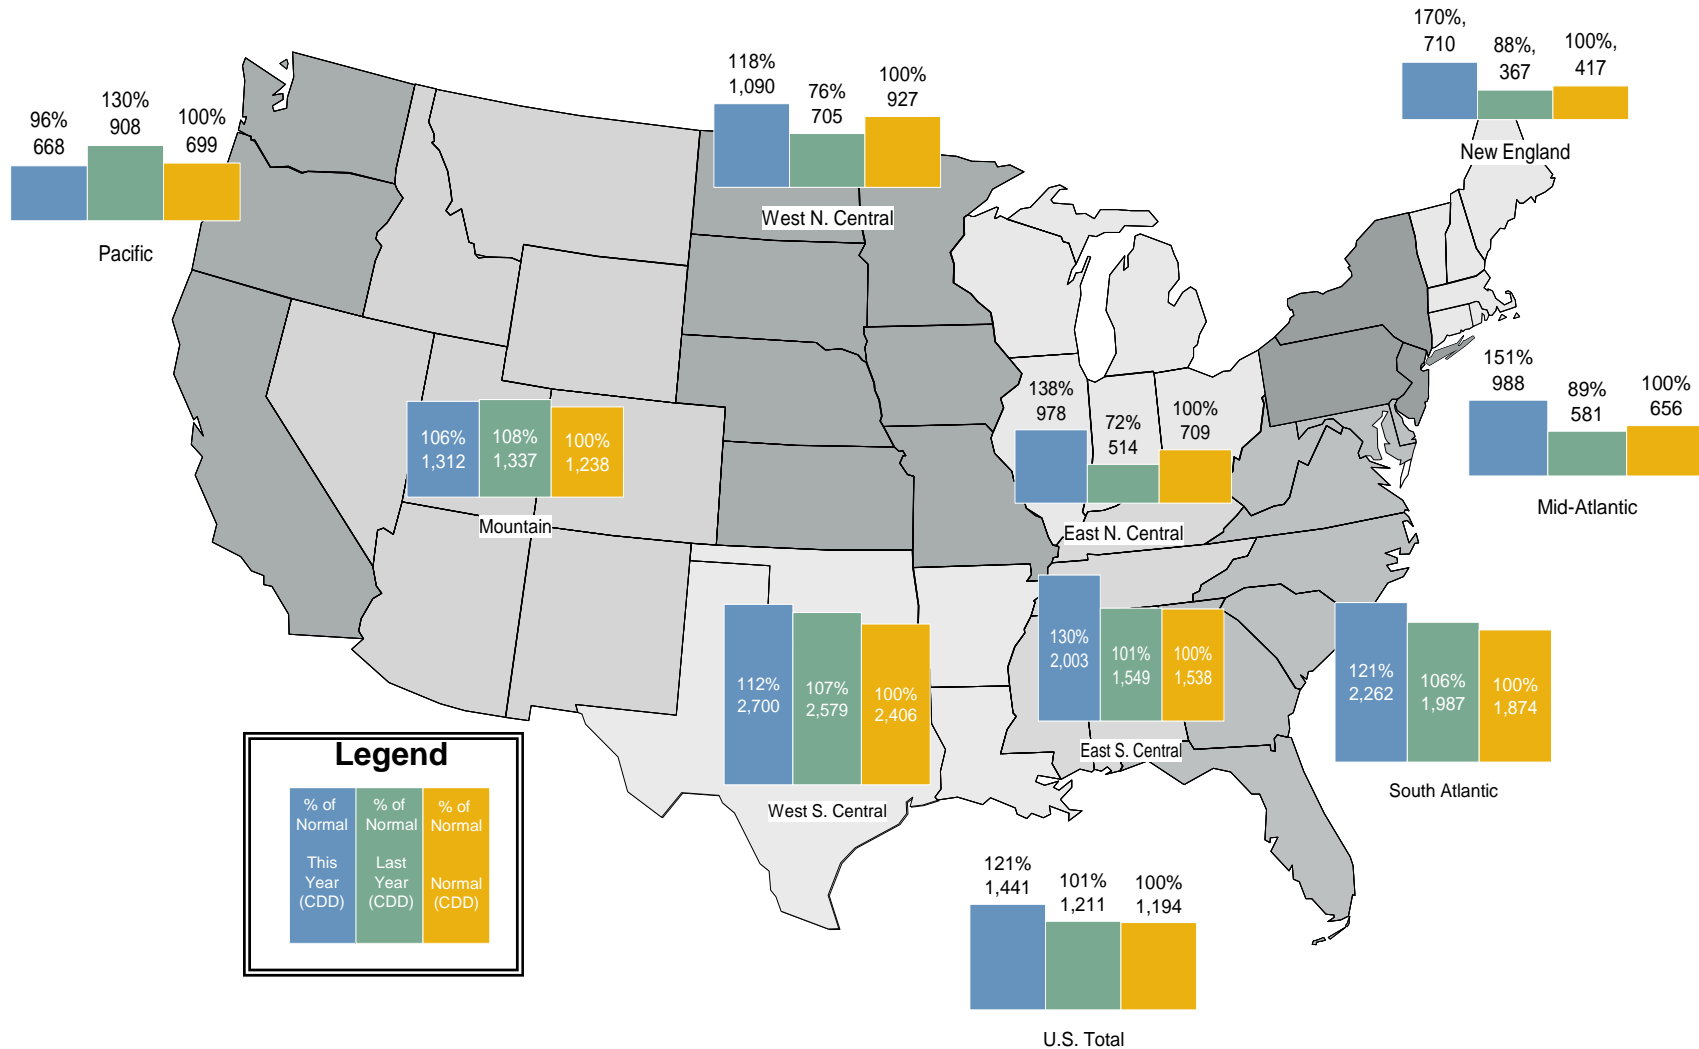 170%,
710
88%,
367
100%,
417
New England
118%
1,090
76%
705
100%
927
West N. Central
96%
668
130%
908
100%
699
Pacific
151%
988
89%
581
100%
656
Mid-Atlantic
138%
978
72%
514
100%
709
East N. Central
106%
1,312
108%
1,337
100%
1,238
Mountain
130%
2,003
101%
1,549
100%
1,538
East S. Central
112%
2,700
107%
2,579
100%
2,406
West S. Central
121%
2,262
106%
1,987
100%
1,874
South Atlantic
Legend
% of
Normal
This
Year
(CDD)
% of
Normal
Last
Year
(CDD)
% of
Normal
Normal
(CDD)
121%
1,441
101%
1,211
100%
1,194
U.S. Total